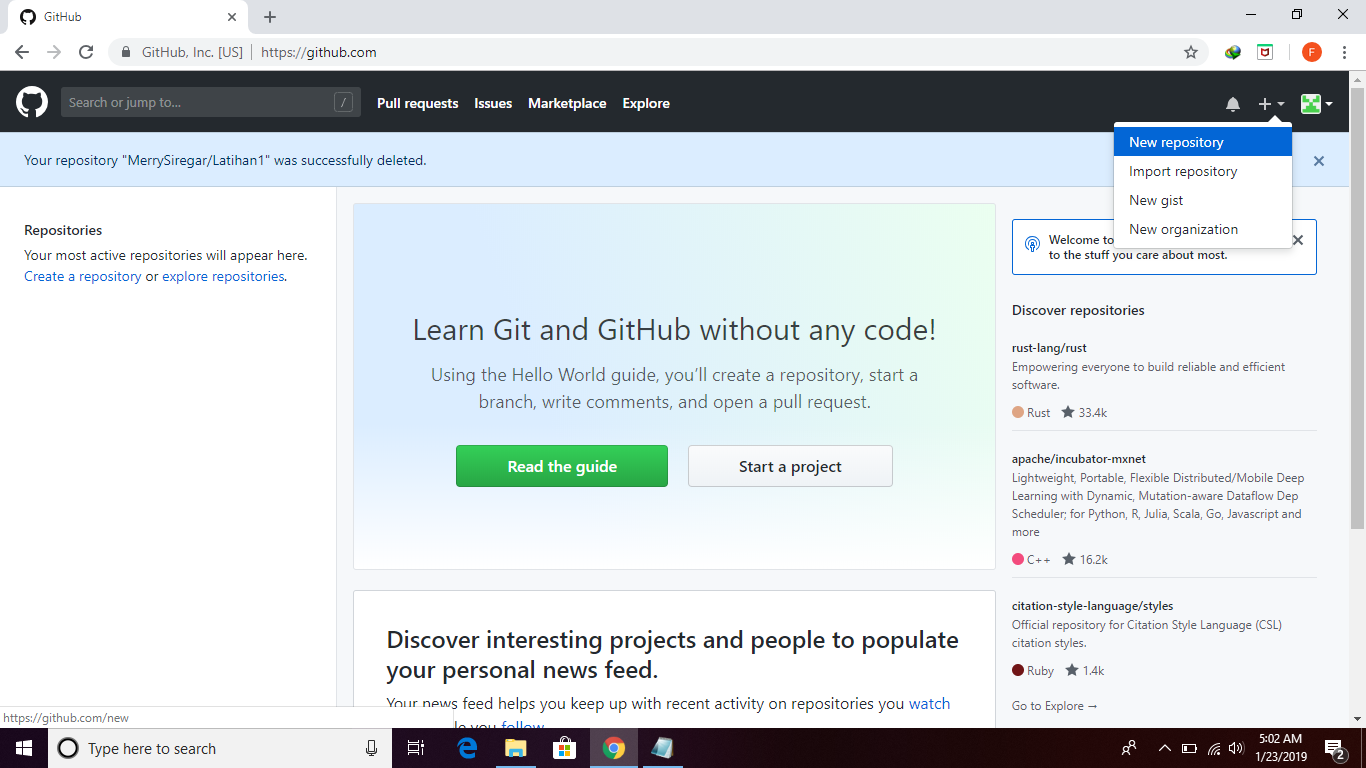 GitHub
GitHub, Inc. [US] https://github.com
F
Search or jump to... /
Pull requests Issues Marketplace Explore
Your repository "MerrySiregar/Latihan1" was successfully deleted.
New repository
Import repository
New gist
New organization
Repositories
Your most active repositories will appear here.
Create a repository or explore repositories.
Learn Git and GitHub without any code!
Using the Hello World guide, you’ll create a repository, start a
branch, write comments, and open a pull request.
Read the guide
Start a project
Discover interesting projects and people to populate
your personal news feed.
Your news feed helps you keep up with recent activity on repositories you watch
you follow
Welcome to
to the stuff you care about most.
Discover repositories
rust-lang/rust
Empowering everyone to build reliable and efficient
software.
Rust 33.4k
apache/incubator-mxnet
Lightweight, Portable, Flexible Distributed/Mobile Deep
Learning with Dynamic, Mutation-aware Dataflow Dep
Scheduler; for Python, R, Julia, Scala, Go, Javascript and
more
C++ 16.2k
citation-style-language/styles
Official repository for Citation Style Language (CSL)
citation styles.
Ruby 1.4k
Go to Explore →
https://github.com/new
Type here to search
5:02 AM
1/23/2019
2